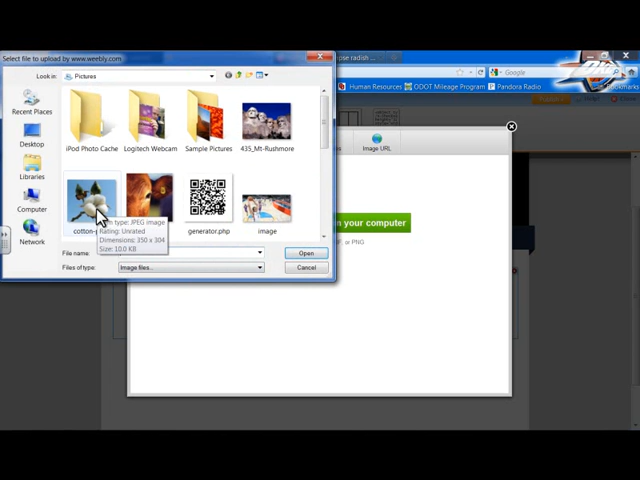 Select file to upload by www.weebly.com
Look in:
Pictures
Recent Places
Desktop
Libraries
Computer
Network
iPod Photo Cache
Logitech Webcam
Sample Pictures
435_Mt-Rushmore
generator.php
image
type: JPEG image
Rating: Unrated
Dimensions: 350 x 304
Size: 10.0 KB
File name:
Open
Files of type:
Image files...
Cancel
pse radish ...
Google
Human Resources
ODOT Mileage Program
Pandora Radio
Bookmarks
Image URL
your computer
or PNG